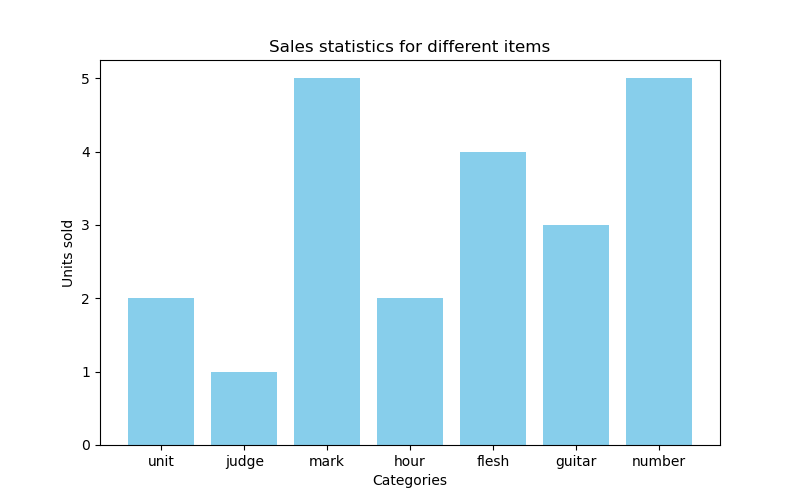 Sales statistics for different items
Units sold
5
4
3
2
1
0
unit judge mark hour flesh guitar number
Categories